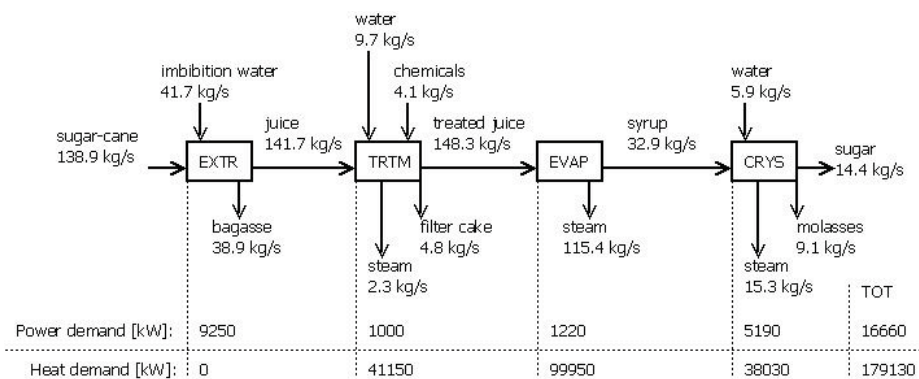 water
9.7 kg/s
imbibition water
41.7 kg/s
chemicals
4.1 kg/s
water
5.9 kg/s
sugar-cane
138.9 kg/s
juice
141.7 kg/s
treated juice
148.3 kg/s
syrup
32.9 kg/s
sugar
14.4 kg/s
EXTR
TRTM
EVAP
CRYS
bagasse
38.9 kg/s
filter cake
4.8 kg/s
steam
2.3 kg/s
steam
115.4 kg/s
molasses
9.1 kg/s
steam
15.3 kg/s
TOT
Power demand [kW]: 9250 1000 1220 5190 16660
Heat demand [kW]: 0 41150 99950 38030 179130